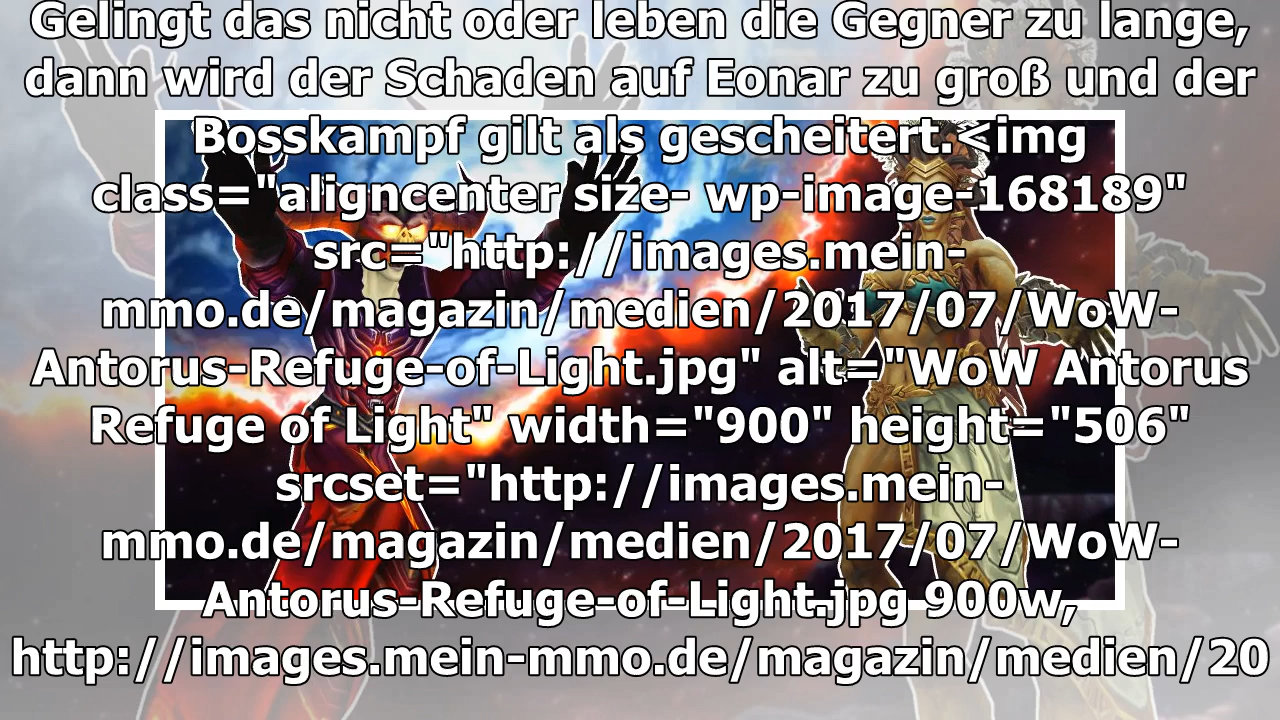 Gelingt das nicht oder leben die Gegner zu lange,
dann wird der Schaden auf Eonar zu groß und der
Bosskampf gilt als gescheitert.<img
class="aligncenter size- wp-image-168189"
src="http://images.mein-
mmo.de/magazin/medien/2017/07/WoW-
Antorus-Refuge-of-Light.jpg" alt="WoW Antorus
Refuge of Light" width="900" height="506"
srcset="http://images.mein-
mmo.de/magazin/medien/2017/07/WoW-
Antorus-Refuge-of-Light.jpg 900w,
http://images.mein-mmo.de/magazin/medien/20